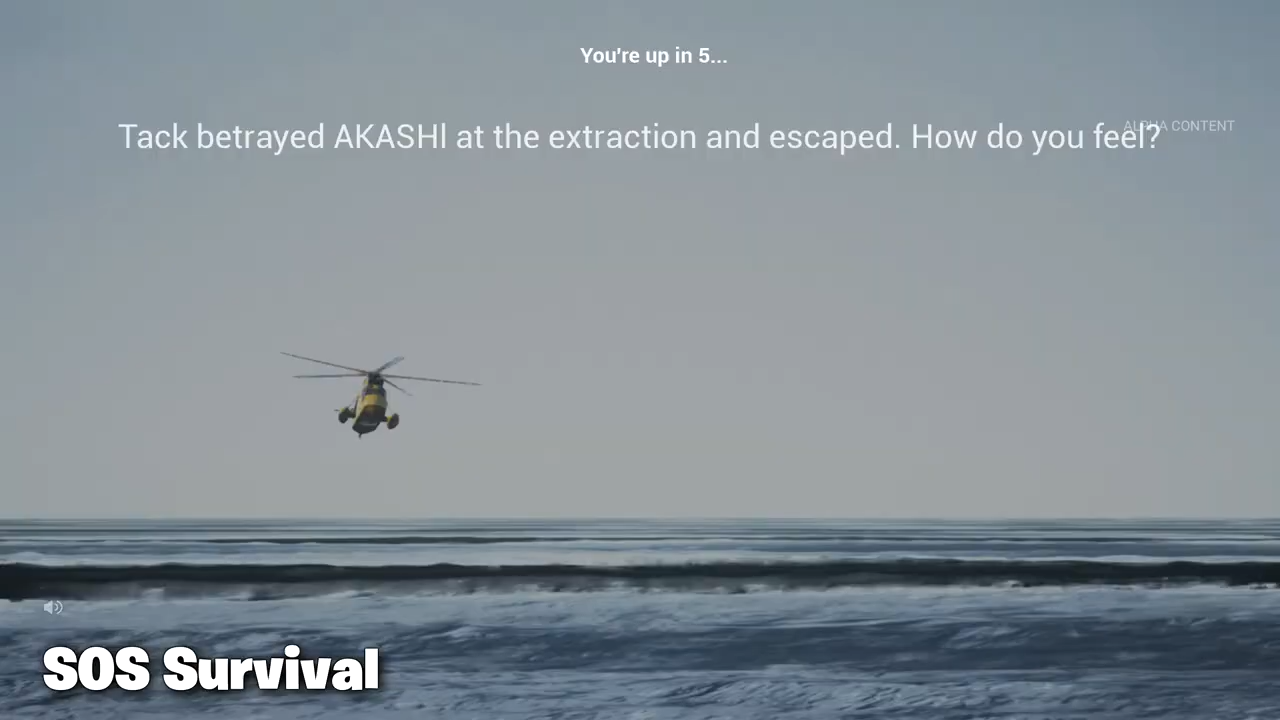 You're up in 5...
Tack betrayed AKASHl at the extraction and escaped. How do you feel?
ALPHA CONTENT
SOS Survival